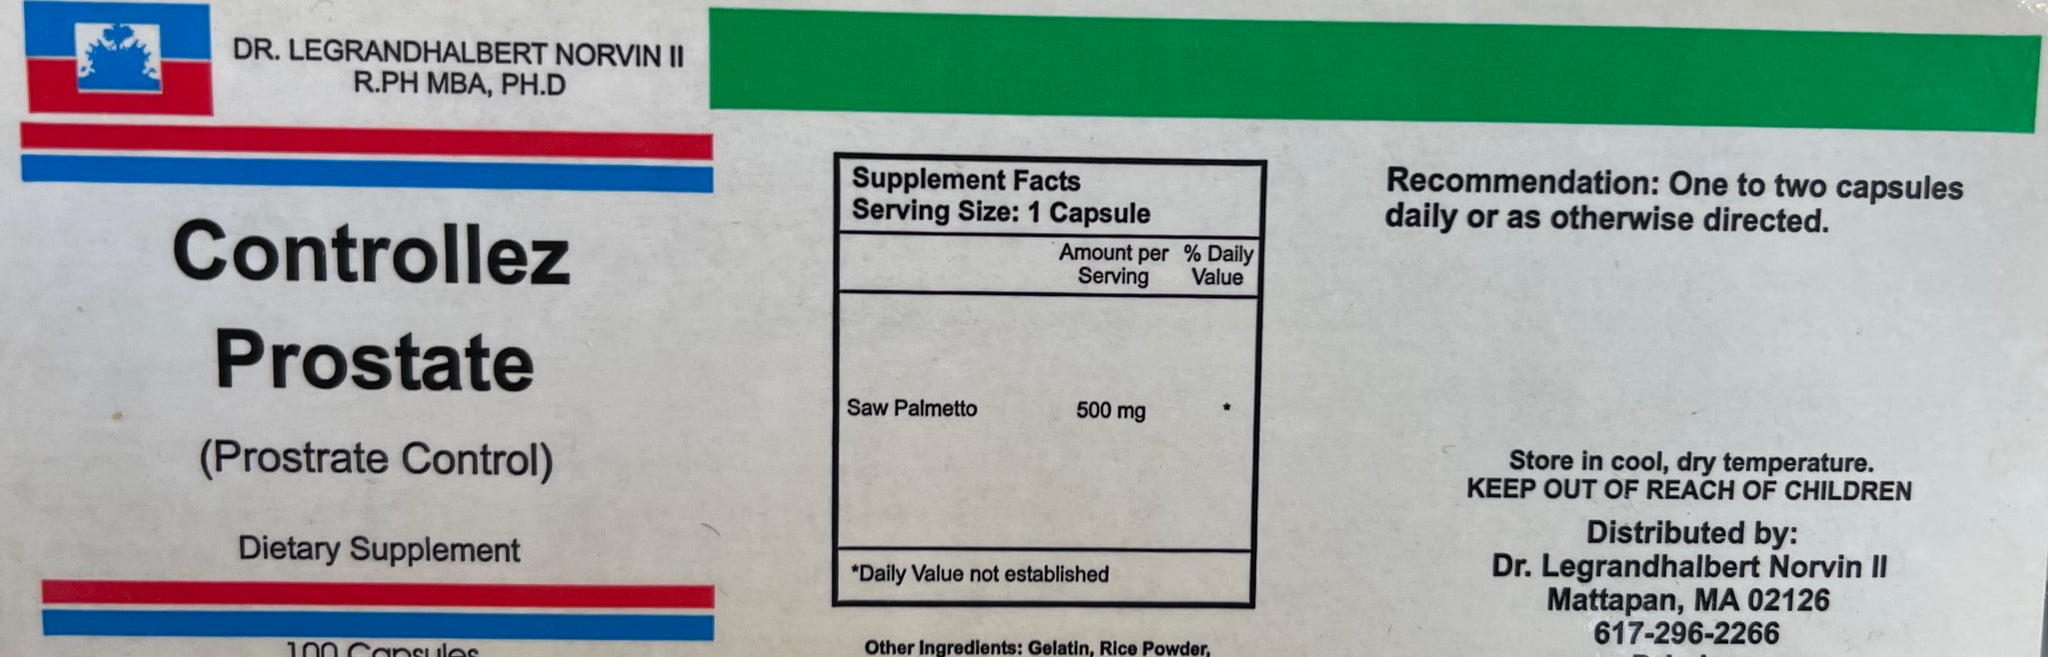 DR. LEGRANDHALBERT NORVIN II
R.PH MBA, PH.D
Controllez
Prostate
(Prostrate Control)
Dietary Supplement
100 Capsules
Supplement Facts
Serving Size: 1 Capsule
Amount per % Daily
Serving Value
Saw Palmetto 500 mg *
*Daily Value not established
Other Ingredients: Gelatin, Rice Powder,
Recommendation: One to two capsules
daily or as otherwise directed.
Store in cool, dry temperature.
KEEP OUT OF REACH OF CHILDREN
Distributed by:
Dr. Legrandhalbert Norvin II
Mattapan, MA 02126
617-296-2266